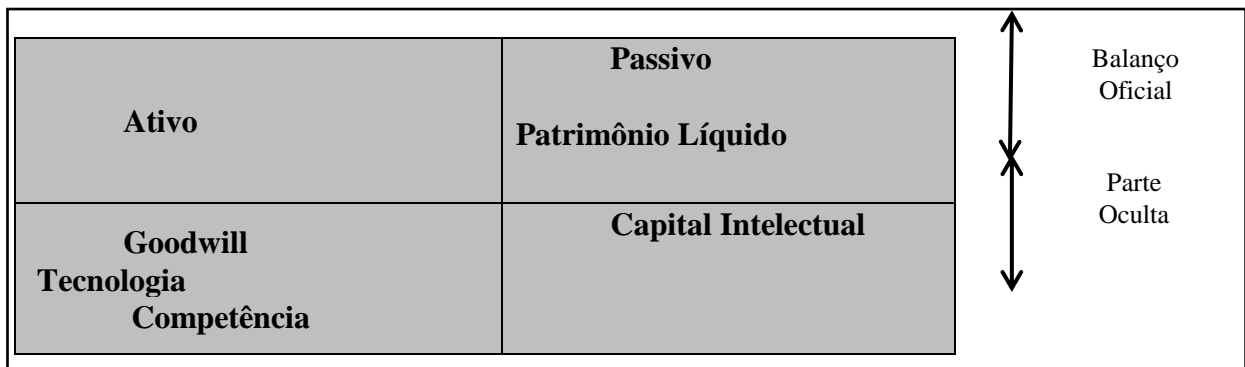 Ativo
Passivo
Patrimônio Líquido
Balanço
Oficial
Goodwill
Tecnologia
Competência
Capital Intelectual
Parte
Oculta